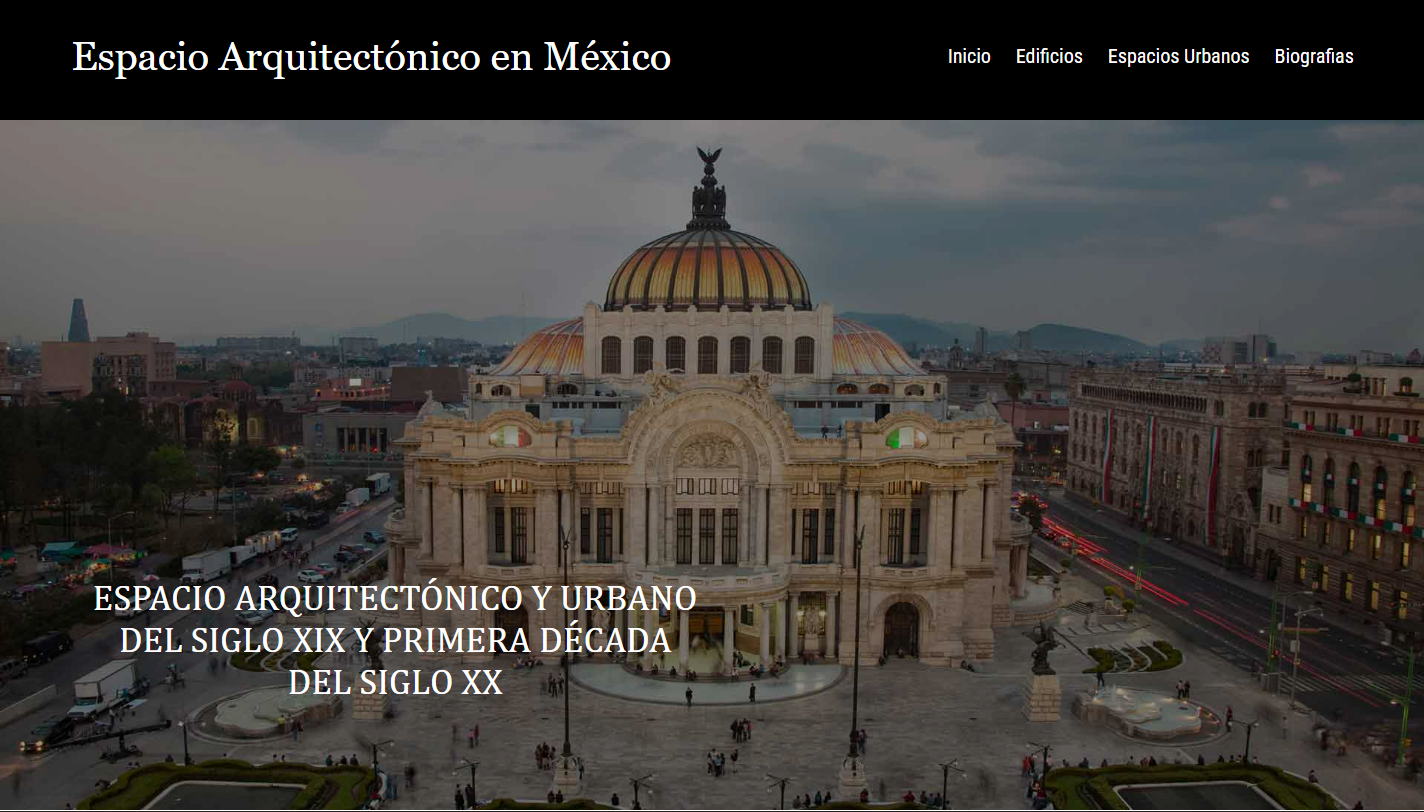 Espacio Arquitectónico en México
Inicio Edificios Espacios Urbanos Biografias
ESPACIO ARQUITECTÓNICO Y URBANO
DEL SIGLO XIX Y PRIMERA DÉCADA
DEL SIGLO XX